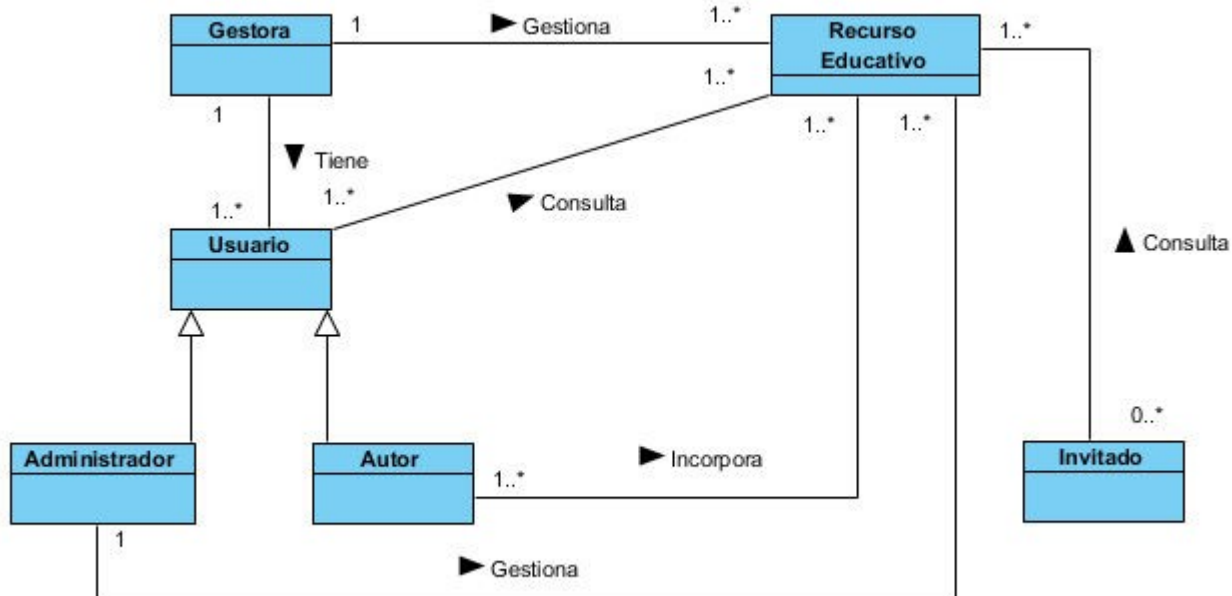 Gestora
1
Gestiona
1..*
Recurso
Educativo
1..*
1..*
1
1..*
1..*
Tiene
1..*
1..*
Consulta
Usuario
Consulta
0..*
Administrador
Autor
Incorpora
Invitado
1..*
1
Gestiona